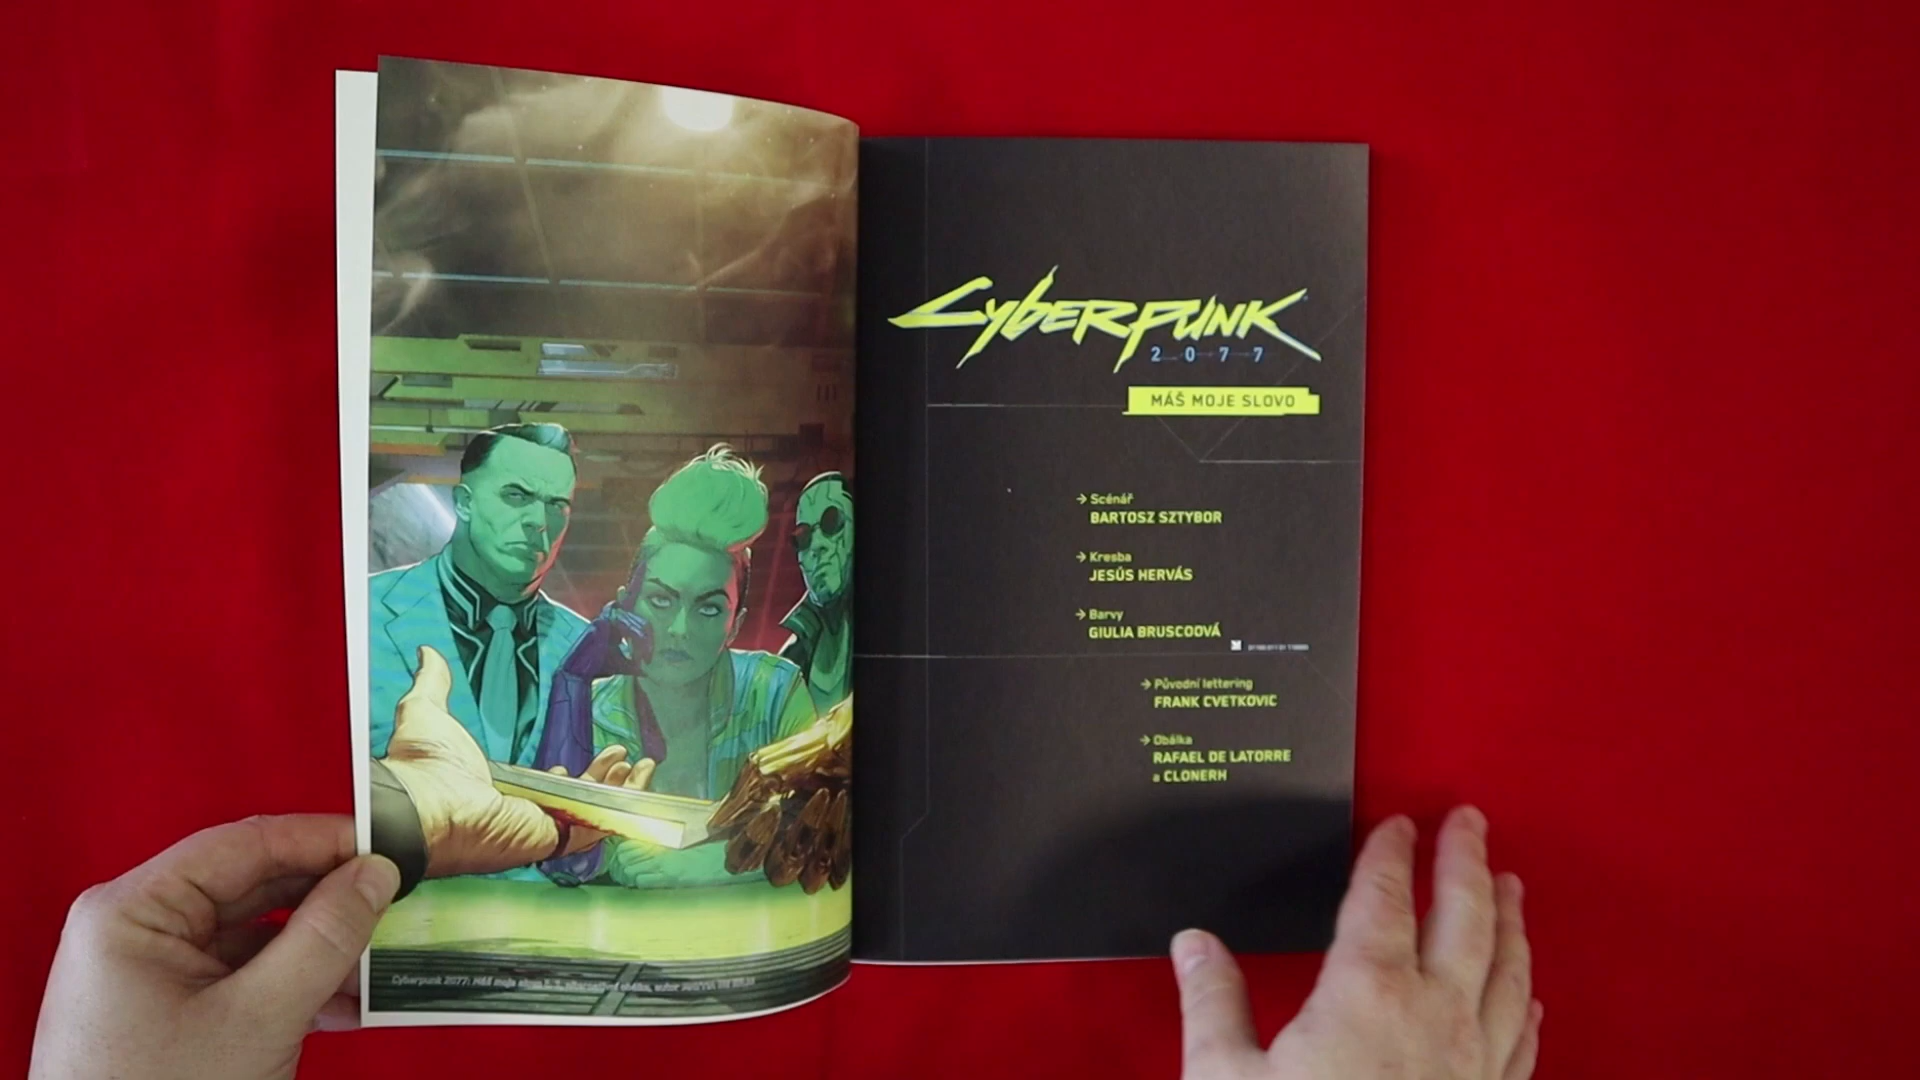 Cyberpunk 2077: Máš moje slovo
CYBERPUNK
2077
MÁŠ MOJE SLOVO
→ Scénář
BARTOSZ SZTYBOR
→ Kresba
JESÚS HERVÁS
→ Barvy
GIULIA BRUSCOOVÁ
→ Původní lettering
FRANK CVETKOVIC
→ Obálka
RAFAEL DE LATORRE
a CLONERH